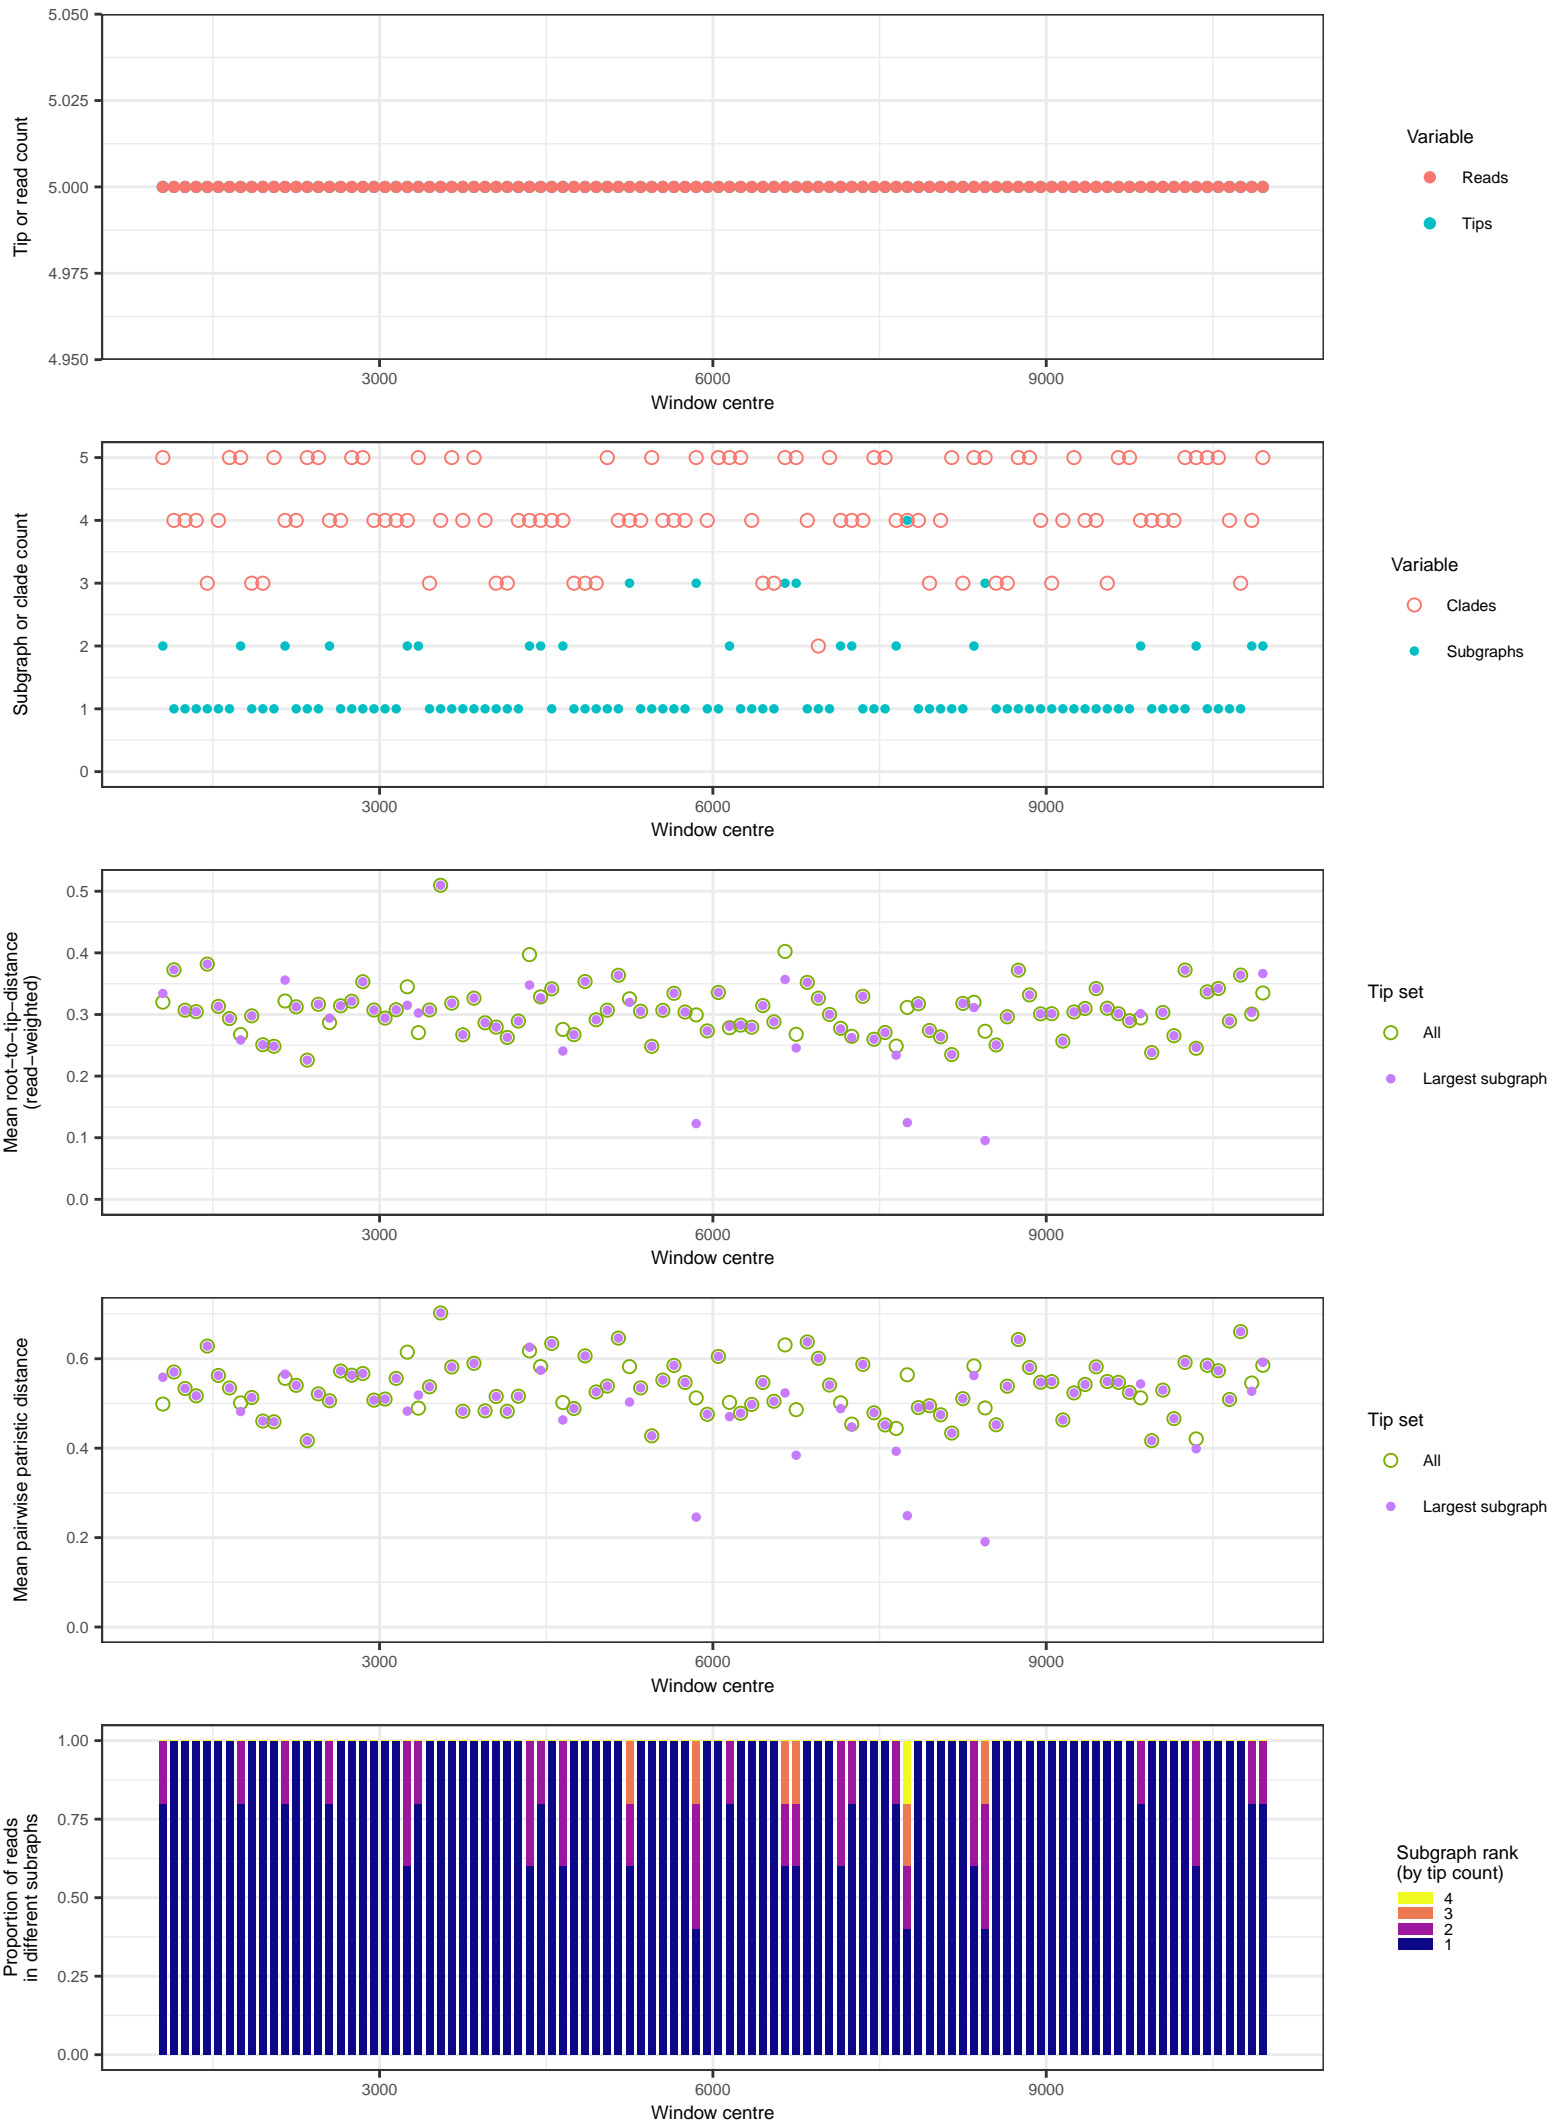 5.050
5.025
5.000
4.975
4.950
Tip or read count
3000 6000 9000
Window centre
Variable
Reads
Tips
5
4
3
2
1
0
Subgraph or clade count
3000 6000 9000
Window centre
Variable
Clades
Subgraphs
0.5
0.4
0.3
0.2
0.1
0.0
Mean root−to−tip−distance
(read−weighted)
3000 6000 9000
Window centre
Tip set
All
Largest subgraph
0.6
0.4
0.2
0.0
Mean pairwise patristic distance
3000 6000 9000
Window centre
Tip set
All
Largest subgraph
1.00
0.75
0.50
0.25
0.00
Proportion of reads
in different subraphs
3000 6000 9000
Window centre
Subgraph rank
(by tip count)
4
3
2
1